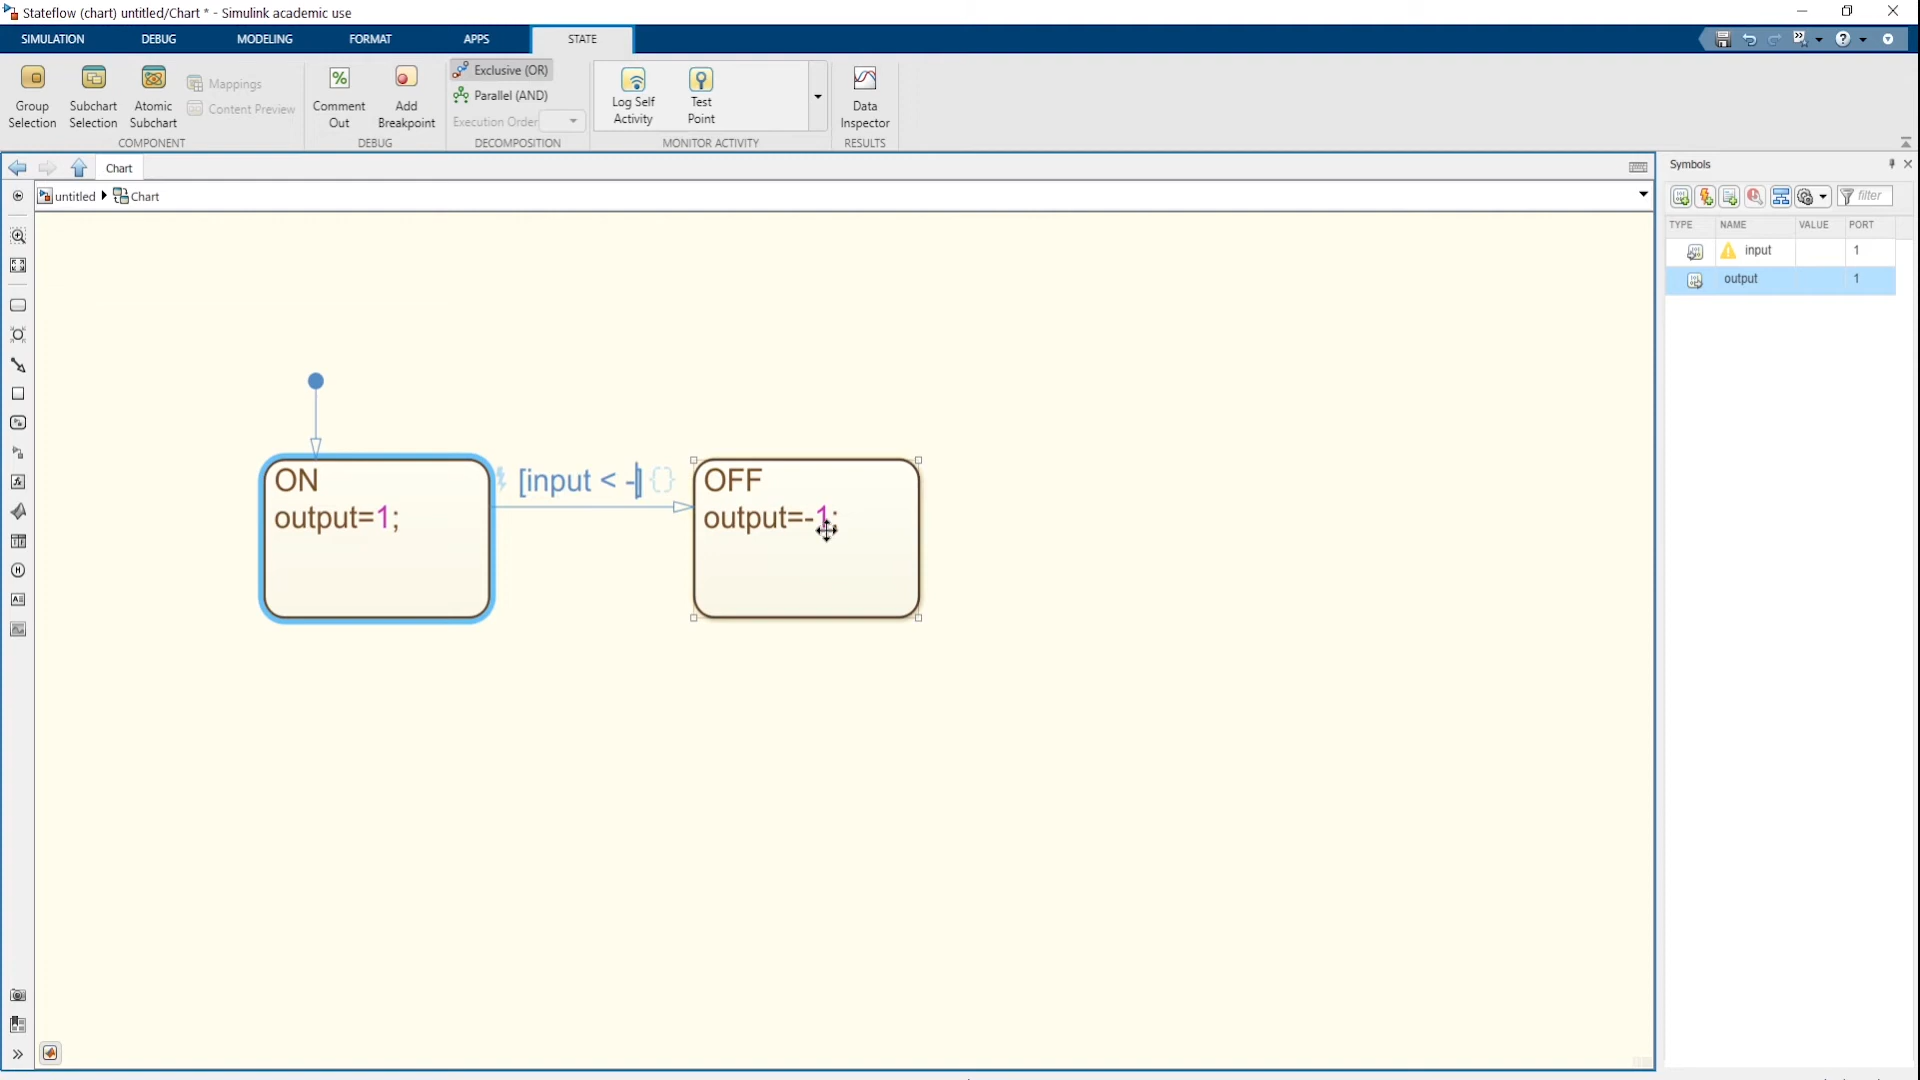 Stateflow (chart) untitled/Chart * - Simulink academic use
SIMULATION DEBUG MODELING FORMAT APPS STATE
Group Selection
Subchart Selection
Atomic Subchart
Mappings
Content Preview
COMPONENT
Comment Out
Add Breakpoint
DEBUG
Exclusive (OR)
Parallel (AND)
Execution Order
DECOMPOSITION
Log Self Activity
Test Point
MONITOR ACTIVITY
Data Inspector
RESULTS
Chart
untitled Chart
Symbols
filter
TYPE NAME VALUE PORT
input 1
output 1
ON
output=1;
[input < -]
{}
OFF
output=-1;